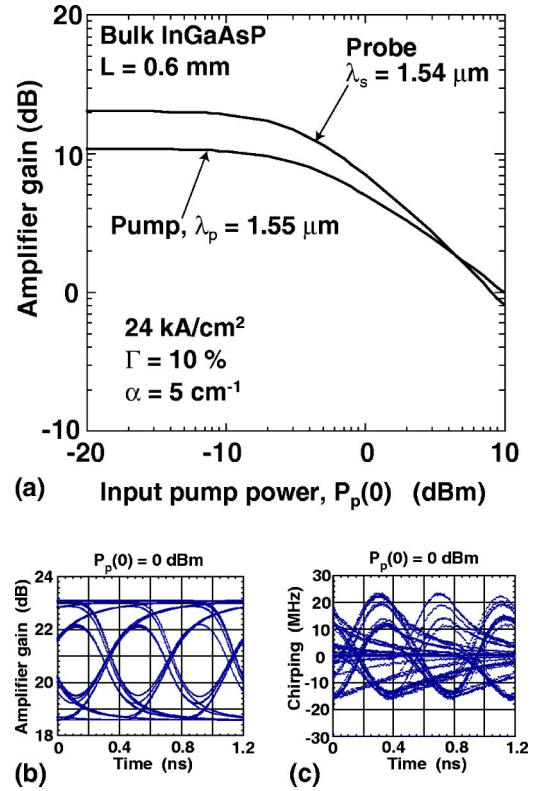 20
10
0
-10
Amplifier gain (dB)
Bulk InGaAsP
L = 0.6 mm
Probe
λs = 1.54 μm
Pump, λp = 1.55 μm
24 kA/cm²
Γ = 10 %
α = 5 cm⁻¹
-20
-10
0
10
(a)
Input pump power, Pp(0) (dBm)
Pp(0) = 0 dBm
24
22
20
18
Amplifier gain (dB)
0
0.4
0.8
1.2
(b)
Time (ns)
Pp(0) = 0 dBm
30
20
10
0
-10
-20
-30
Chirping (MHz)
0
0.4
0.8
1.2
(c)
Time (ns)